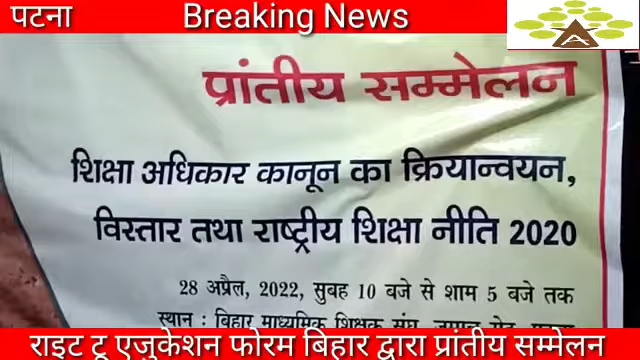 पटना Breaking News
प्रांतीय सम्मेलन
शिक्षा अधिकार कानून का क्रियान्वयन,
विस्तार तथा राष्ट्रीय शिक्षा नीति 2020
28 अप्रैल, 2022, सुबह 10 बजे से शाम 5 बजे तक
स्थान : बिहार माध्यमिक शिक्षक संघ,
राइट टू एजुकेशन फोरम बिहार द्वारा प्रांतीय सम्मेलन